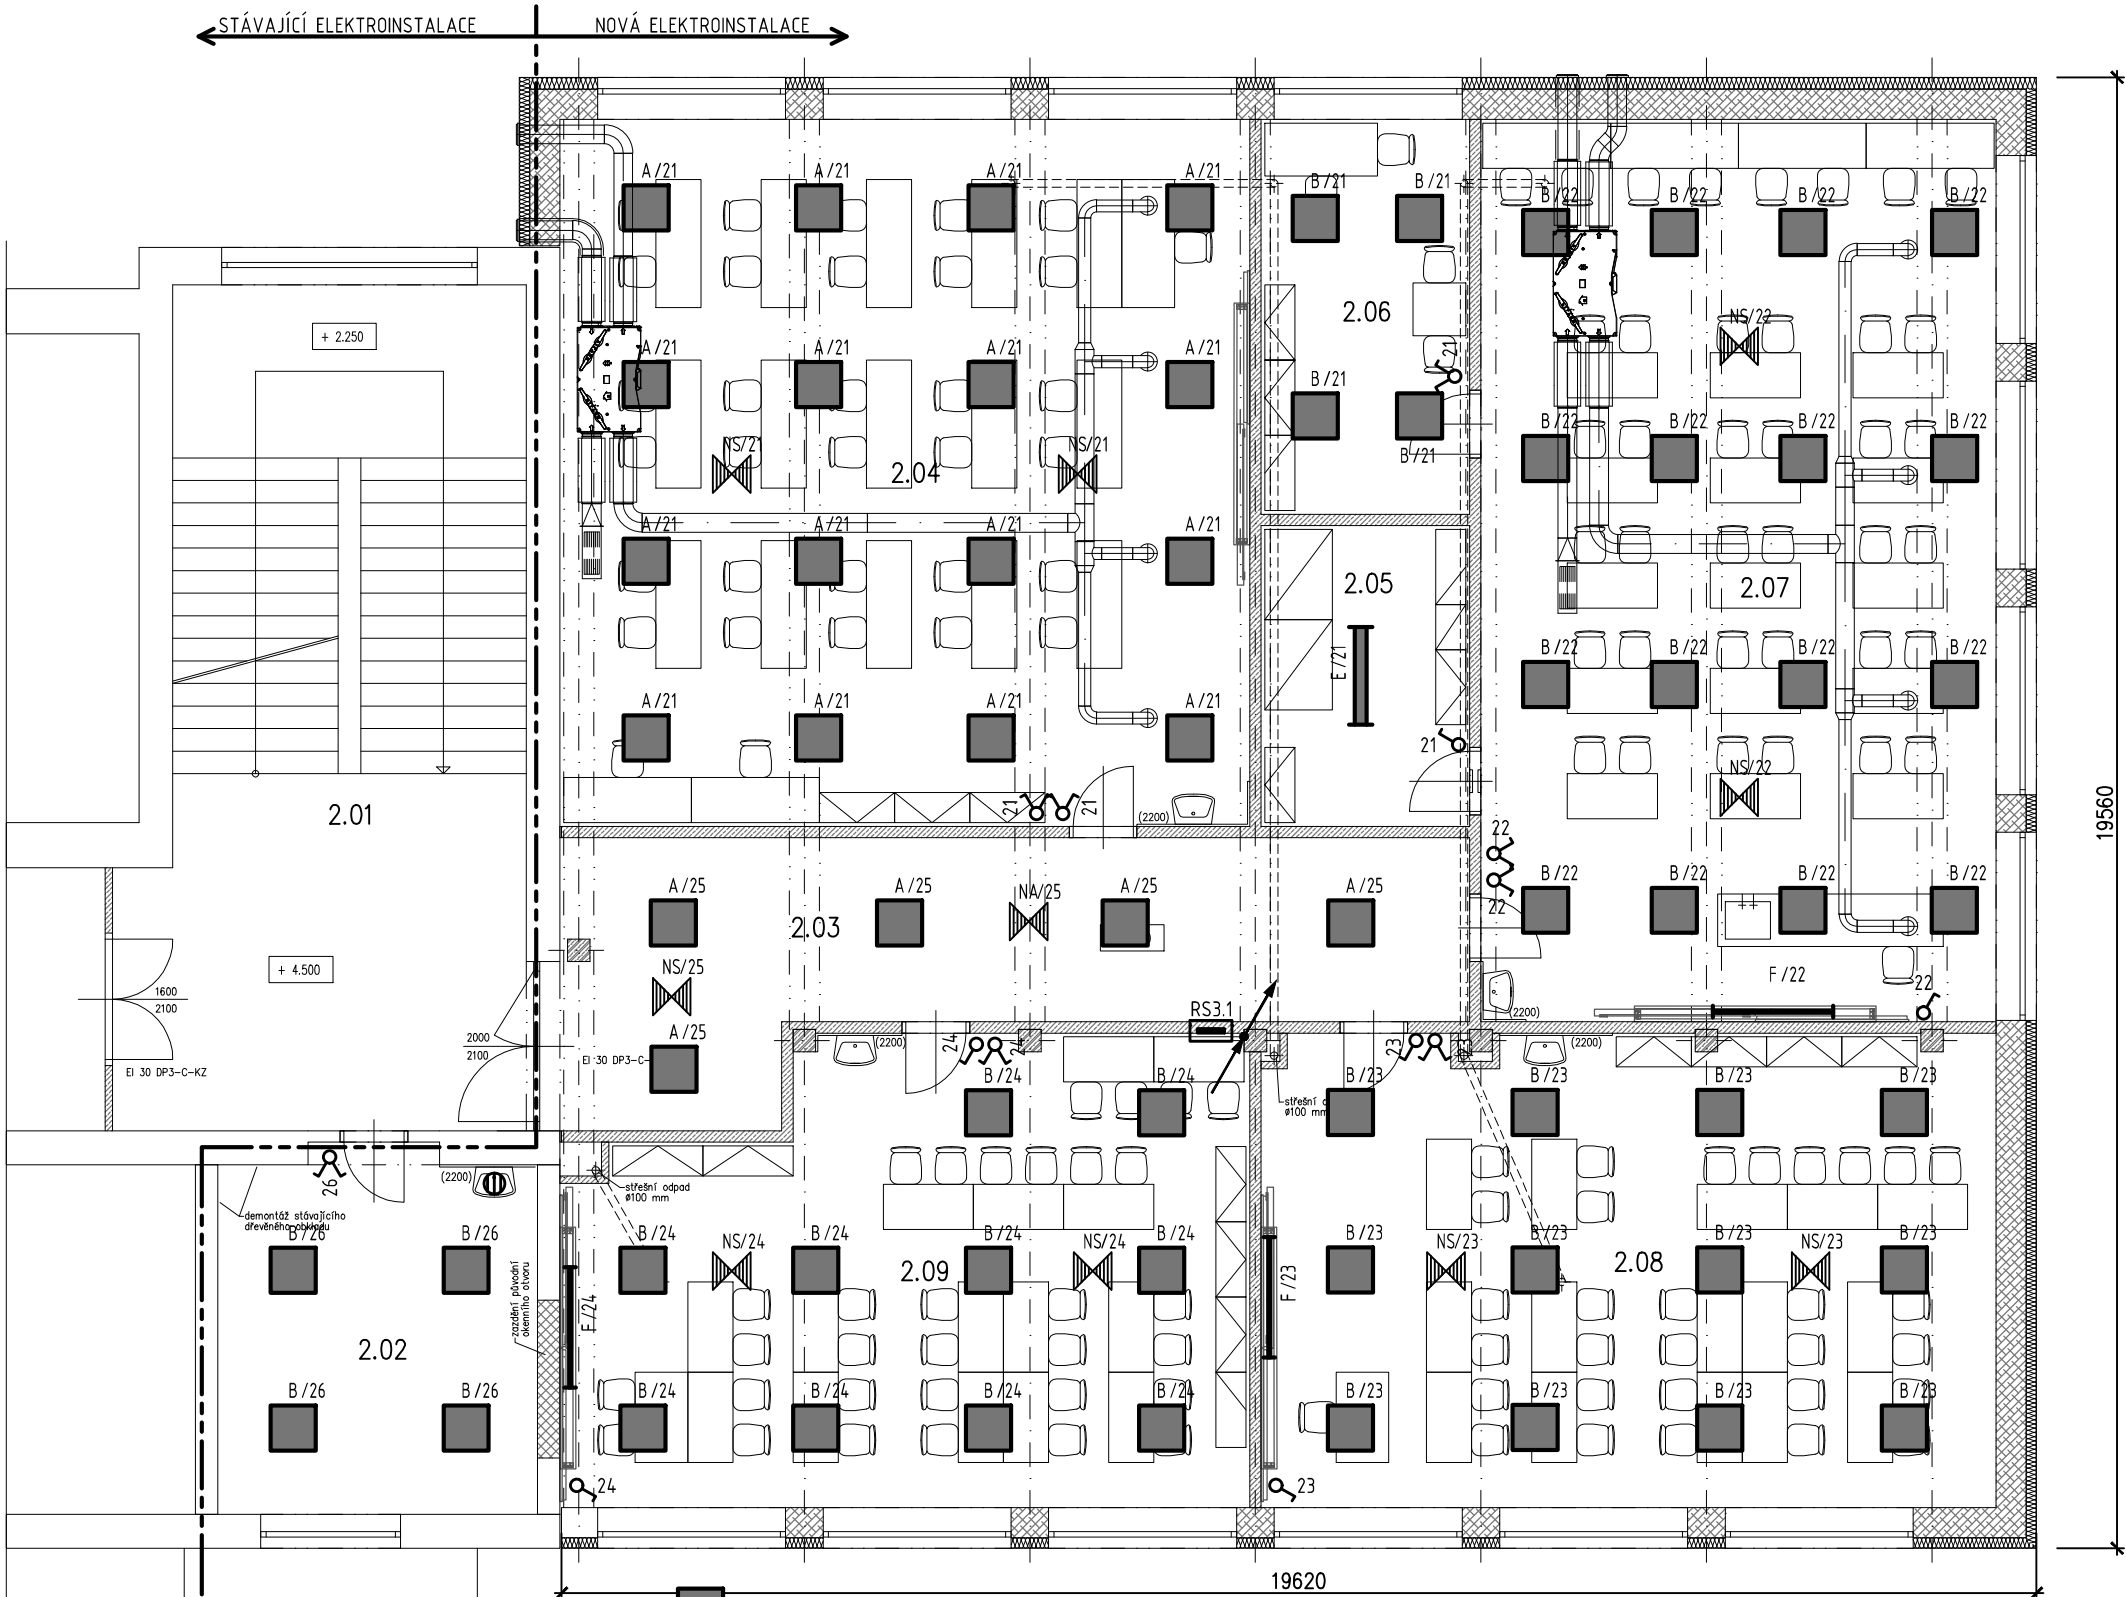 STÁVAJÍCÍ ELEKTROINSTALACE NOVÁ ELEKTROINSTALACE
A/21 A/21 A/21 A/21
B/21 B/21
B/22 B/22 B/22 B/22
2.06
NS/22
+ 2.250
A/21 A/21 A/21 A/21
21
B/21
B/21
B/22 B/22 B/22 B/22
NS/21 NS/21
2.04
A/21 A/21 A/21 A/21
2.05
2.07
E/21
B/22 B/22 B/22 B/22
A/21 A/21 A/21 A/21
21
NS/22
21 21
(2200)
2.01
19560
22
22
B/22 B/22 B/22 B/22
A/25 A/25 NA/25 A/25 A/25
2.03
NS/25
+ 4.500
F/22
22
1600
2100
RS3.1
(2200)
2000
2100
A/25
EI 30 DP3-C-KZ
EI 30 DP3-C-
(2200)
24 24
23 23
(2200)
B/24 B/24
B/23 B/23 B/23 B/23
střešní o
ø100 mm
26
(2200)
střešní odpad
ø100 mm
demontáž stávajícího
dřevěného obkladu
B/26 B/26
B/24 NS/24 B/24 B/24 NS/24 B/24
B/23 NS/23 B/23 B/23 NS/23 B/23
2.09
2.08
F/24
F/23
zazdění původní
okenního otvoru
2.02
B/26 B/26
B/24 B/24 B/24 B/24
B/23 B/23 B/23 B/23
24
23
19620